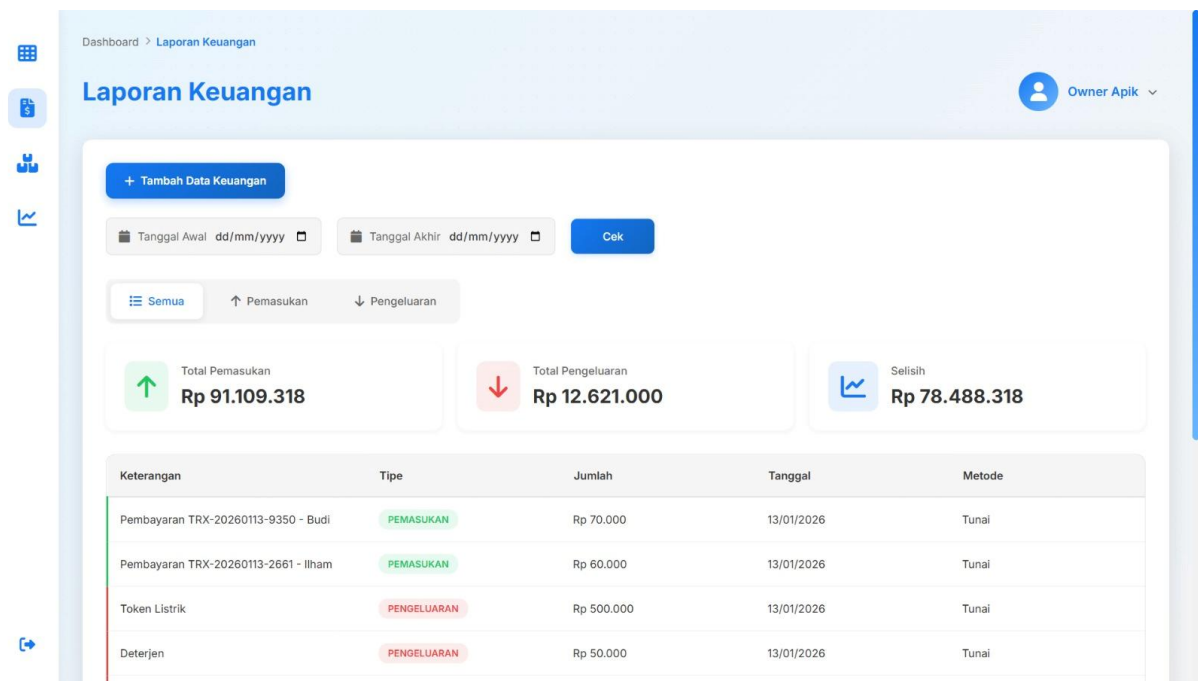 Dashboard > Laporan Keuangan
Laporan Keuangan
Owner Apik
+ Tambah Data Keuangan
Tanggal Awal dd/mm/yyyy
Tanggal Akhir dd/mm/yyyy
Cek
Semua
Pemasukan
Pengeluaran
Total Pemasukan
Rp 91.109.318
Total Pengeluaran
Rp 12.621.000
Selisih
Rp 78.488.318
Keterangan Tipe Jumlah Tanggal Metode
Pembayaran TRX-20260113-9350 - Budi PEMASUKAN Rp 70.000 13/01/2026 Tunai
Pembayaran TRX-20260113-2661 - Ilham PEMASUKAN Rp 60.000 13/01/2026 Tunai
Token Listrik PENGELUARAN Rp 500.000 13/01/2026 Tunai
Deterjen PENGELUARAN Rp 50.000 13/01/2026 Tunai